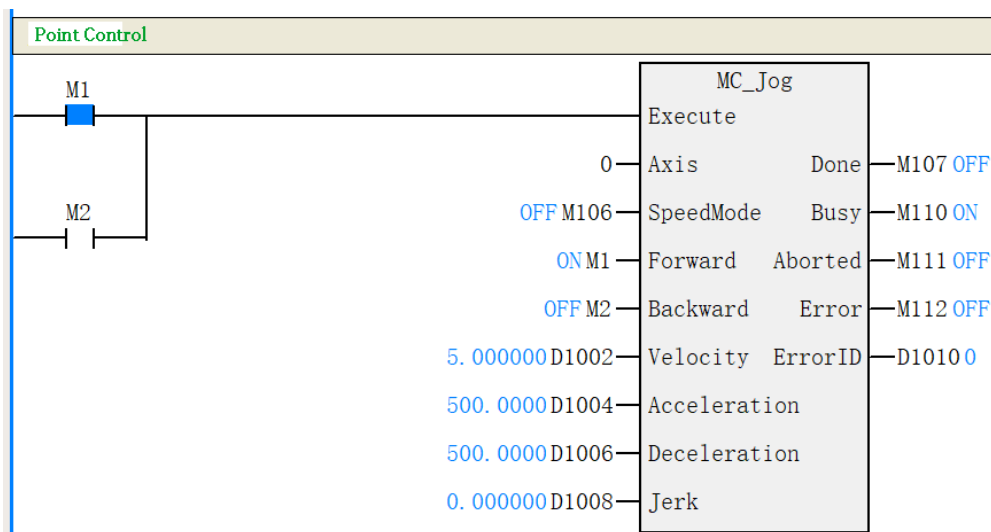 Point Control
M1
MC_Jog
Execute
0 Axis Done M107 OFF
M2
OFF M106 SpeedMode Busy M110 ON
ON M1 Forward Aborted M111 OFF
OFF M2 Backward Error M112 OFF
5.000000 D1002 Velocity ErrorID D1010 0
500.0000 D1004 Acceleration
500.0000 D1006 Deceleration
0.000000 D1008 Jerk